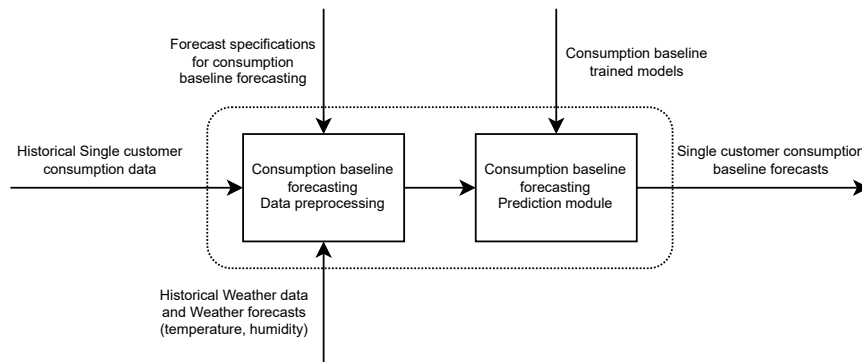 Forecast specifications
for consumption
baseline forecasting
Consumption baseline
trained models
Historical Single customer
consumption data
Consumption baseline
forecasting
Data preprocessing
Consumption baseline
forecasting
Prediction module
Single customer consumption
baseline forecasts
Historical Weather data
and Weather forecasts
(temperature, humidity)